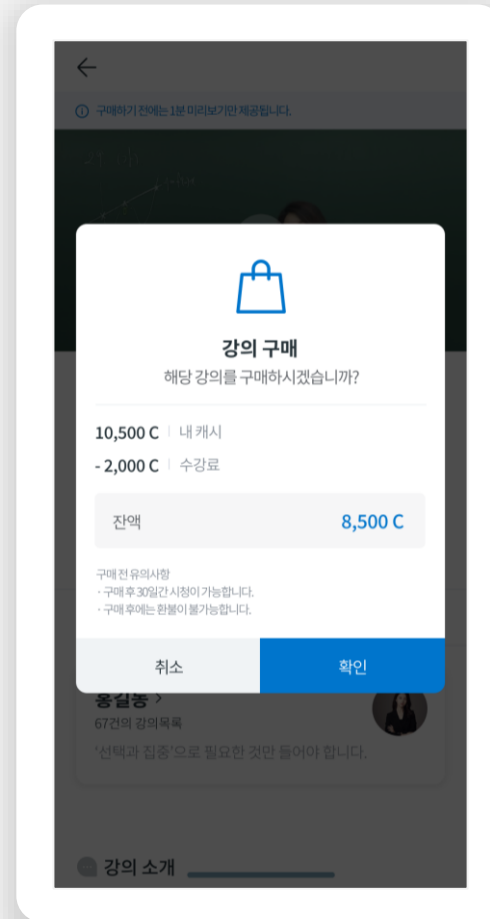 구매하기 전에는 1분 미리보기만 제공됩니다.
강의 구매
해당 강의를 구매하시겠습니까?
10,500 C 내 캐시
- 2,000 C 수강료
잔액 8,500 C
구매 전 유의사항
· 구매 후 30일간 시청이 가능합니다.
· 구매 후에는 환불이 불가능합니다.
취소 확인
홍길동 >
67건의 강의목록
'선택과 집중'으로 필요한 것만 들어야 합니다.
강의 소개